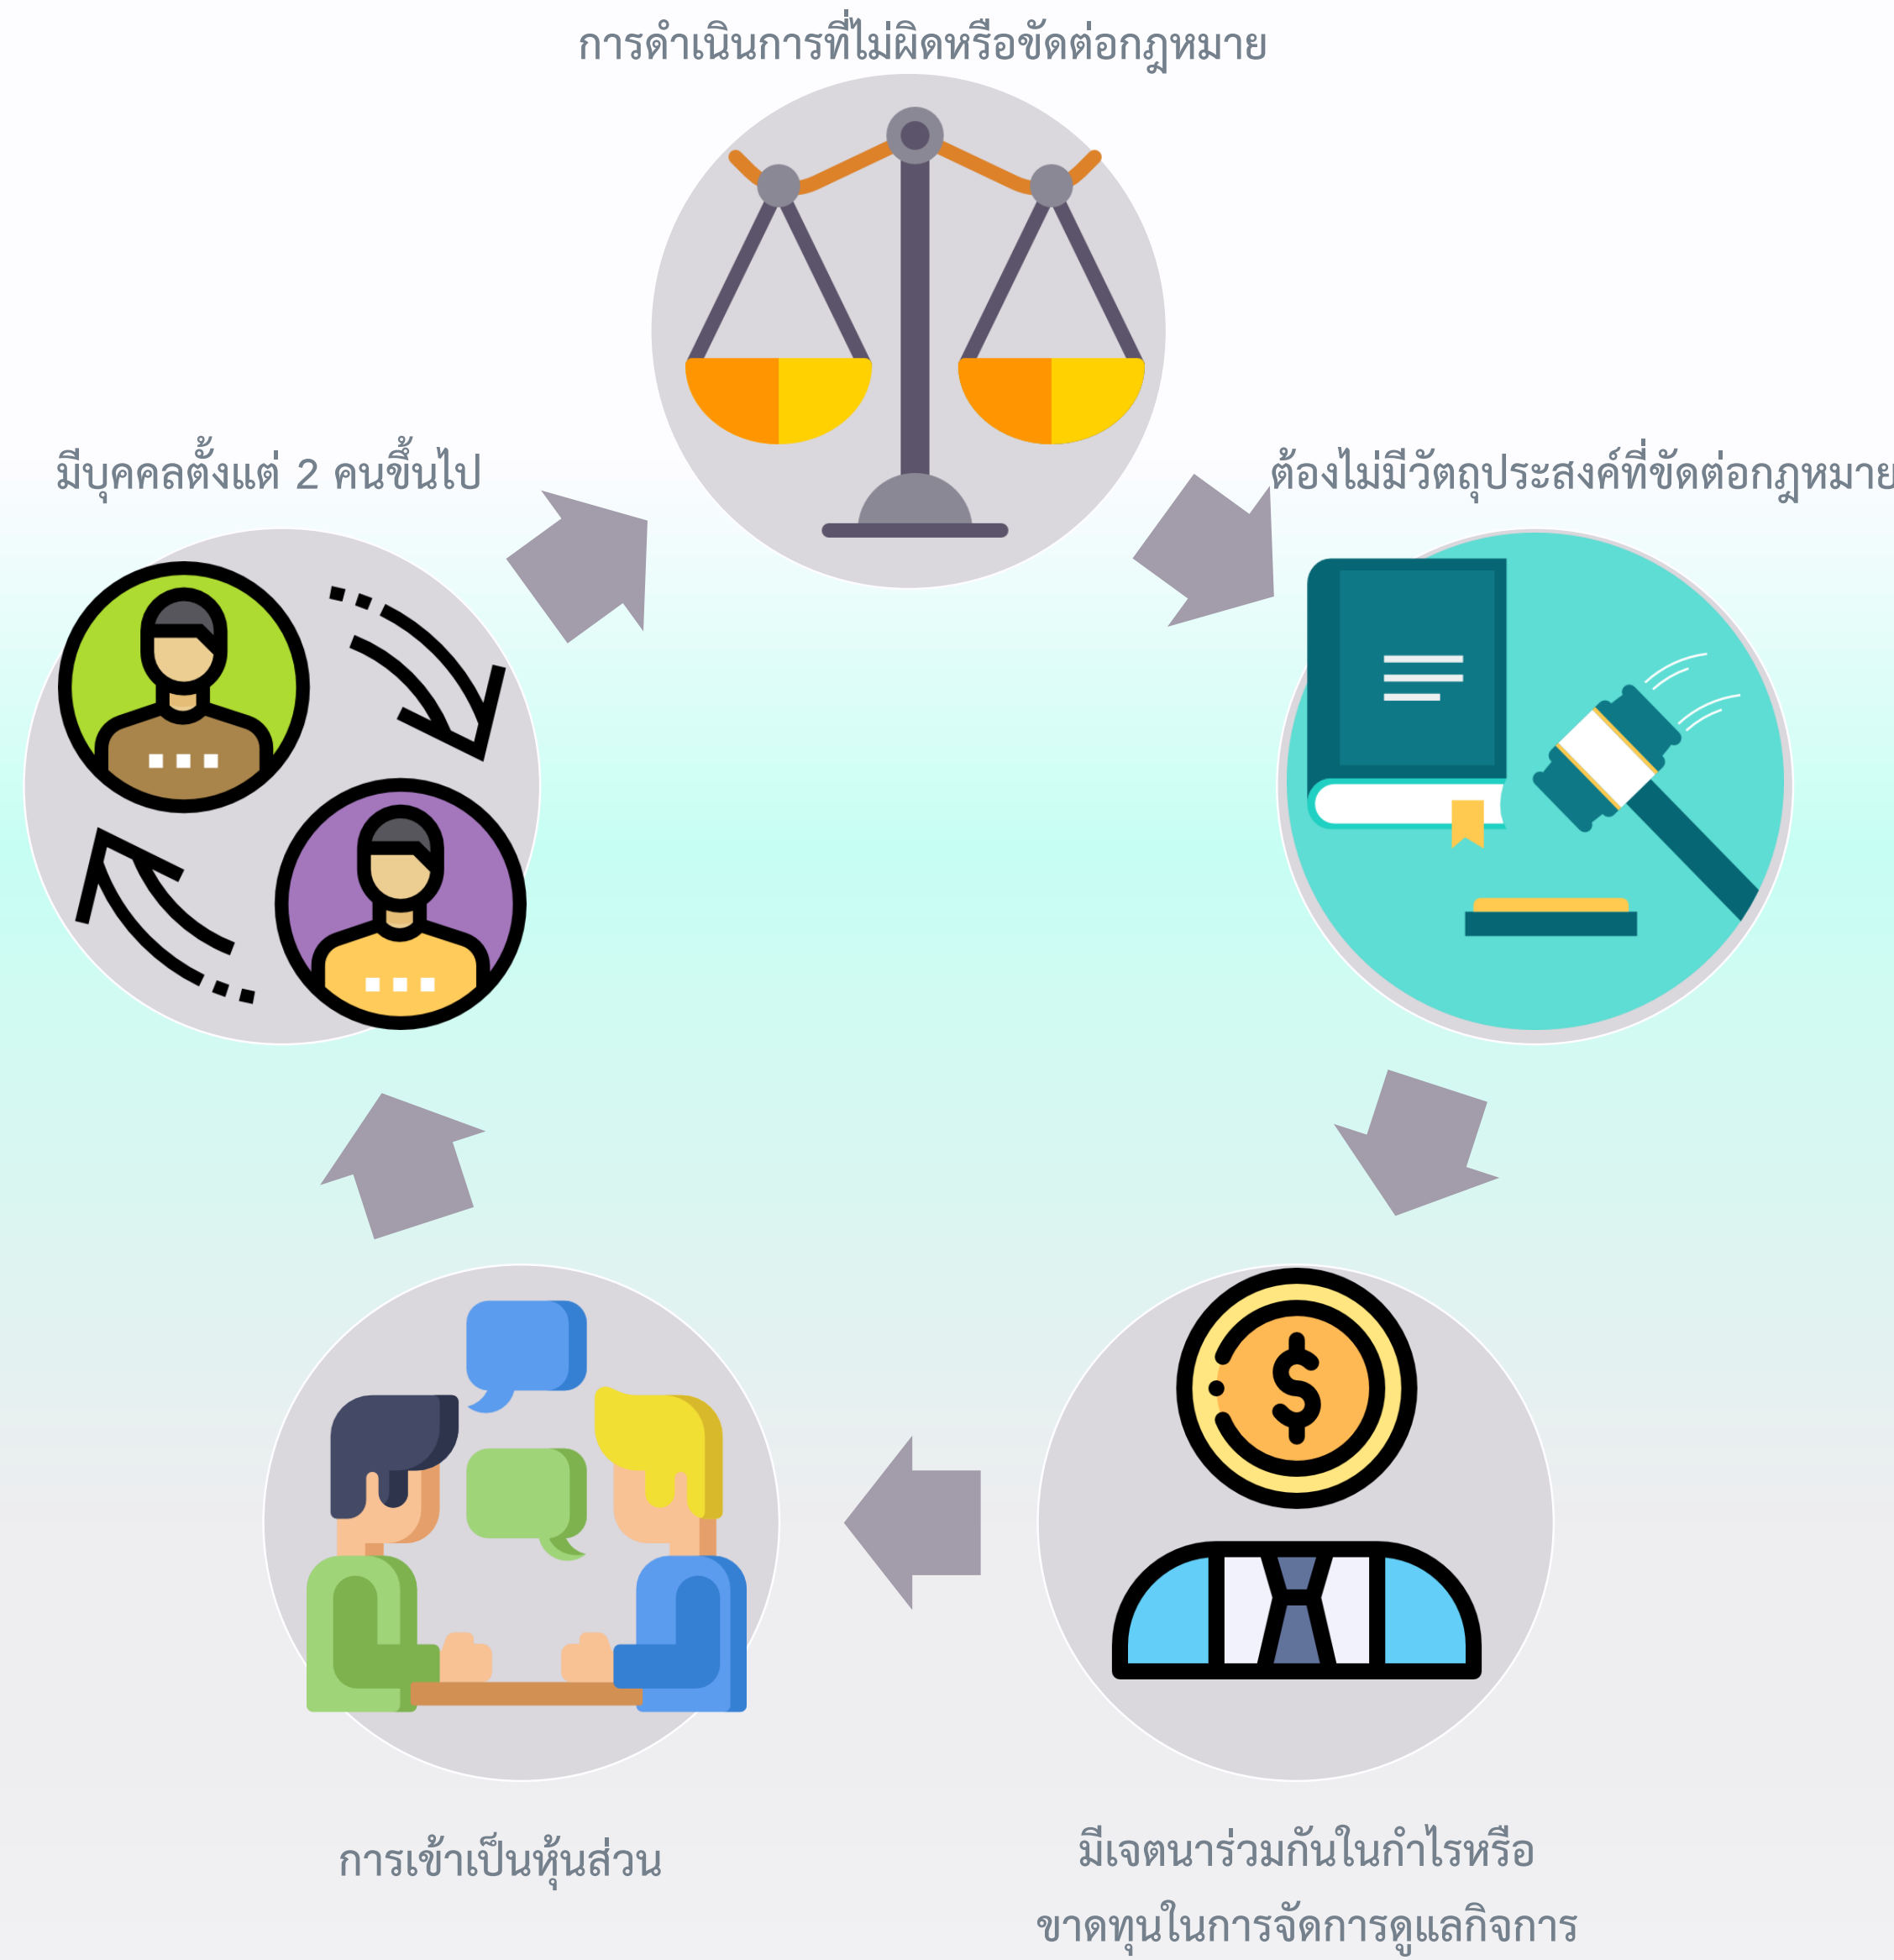 การดำเนินการที่ไม่ผิดหรือขัดต่อกฎหมาย
มีบุคคลตั้งแต่ 2 คนขึ้นไป
ต้องไม่มีวัตถุประสงค์ที่ขัดต่อกฎหมาย
การเข้าเป็นหุ้นส่วน
มีเจตนาร่วมกันในกำไรหรือ
ขาดทุนในการจัดการดูแลกิจการ